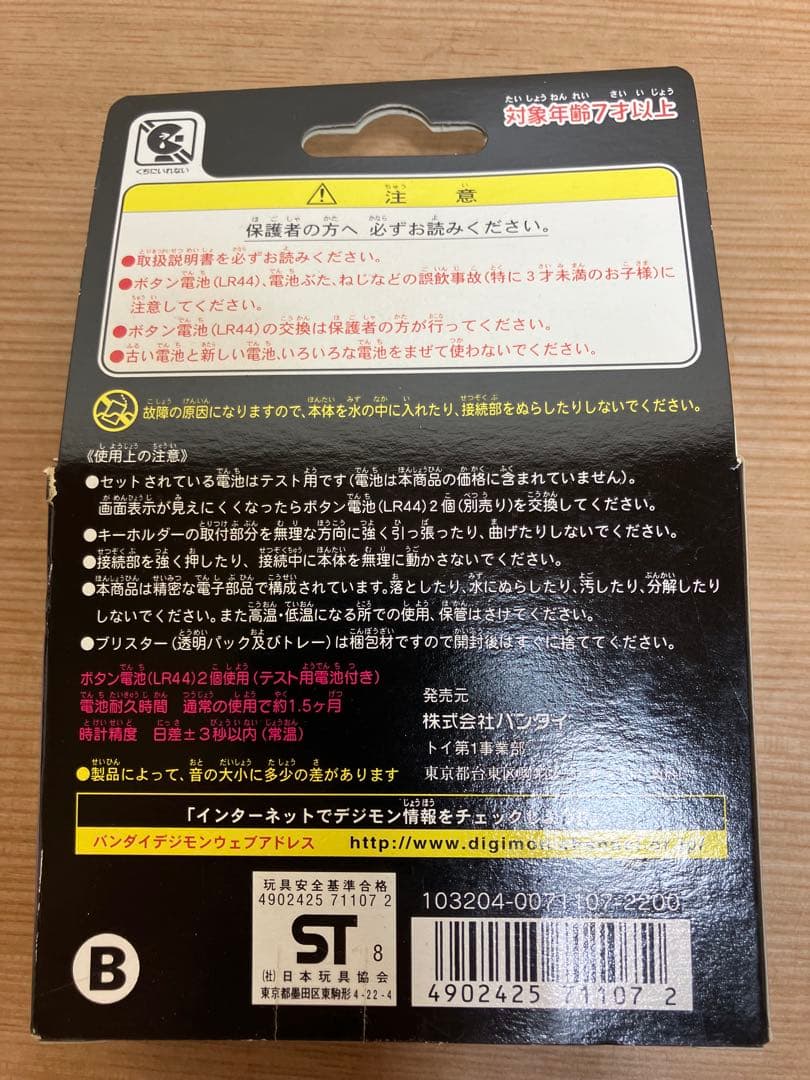 対象年齢7才以上
くちにいれない
注意
保護者の方へ 必ずお読みください。
●取扱説明書を必ずお読みください。
●ボタン電池(LR44)、電池ぶた、ねじなどの誤飲事故(特に3才未満のお子様)に
注意してください。
●ボタン電池(LR44)の交換は保護者の方が行ってください。
●古い電池と新しい電池、いろいろな電池をまぜて使わないでください。
故障の原因になりますので、本体を水の中に入れたり、接続部をぬらしたりしないでください。
《使用上の注意》
●セットされている電池はテスト用です(電池は本商品の価格に含まれていません)。
画面表示が見えにくくなったらボタン電池(LR44)2個(別売り)を交換してください。
●キーホルダーの取付部分を無理な方向に強く引っ張ったり、曲げたりしないでください。
●接続部を強く押したり、接続中に本体を無理に動かさないでください。
●本商品は精密な電子部品で構成されています。落としたり、水にぬらしたり、汚したり、分解したり
しないでください。また高温・低温になる所での使用、保管はさけてください。
●ブリスター(透明パック及びトレー)は梱包材ですので開封後はすぐに捨ててください。
ボタン電池(LR44)2個使用(テスト用電池付き)
電池耐久時間 通常の使用で約1.5ヶ月
時計精度 日差±3秒以内(常温)
発売元
株式会社バンダイ
トイ第1事業部
東京都台東区
●製品によって、音の大小に多少の差があります
「インターネットでデジモン情報をチェック
バンダイデジモンウェブアドレス http://www.digimo
玩具安全基準合格
4902425 71107 2
ST 8
(社)日本玩具協会
東京都墨田区東駒形4-22-4
103204-0071107-2200
4902425 711072
B